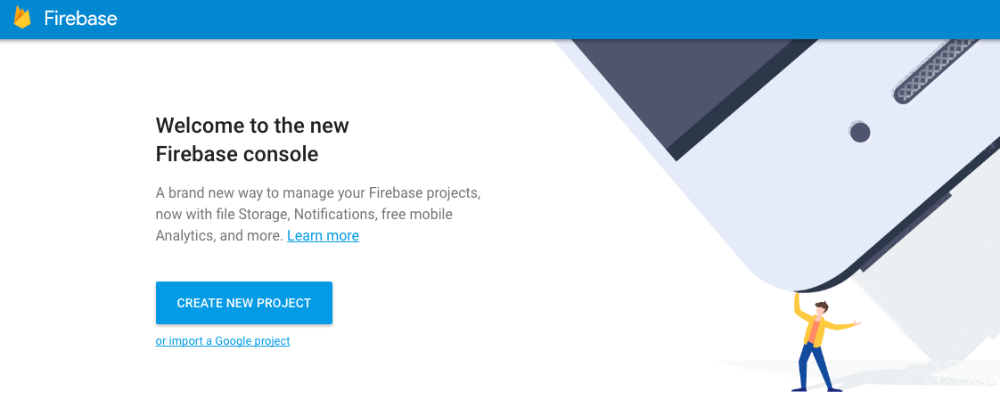 Firebase
Welcome to the new
Firebase console
A brand new way to manage your Firebase projects,
now with file Storage, Notifications, free mobile
Analytics, and more. Learn more
CREATE NEW PROJECT
or import a Google project